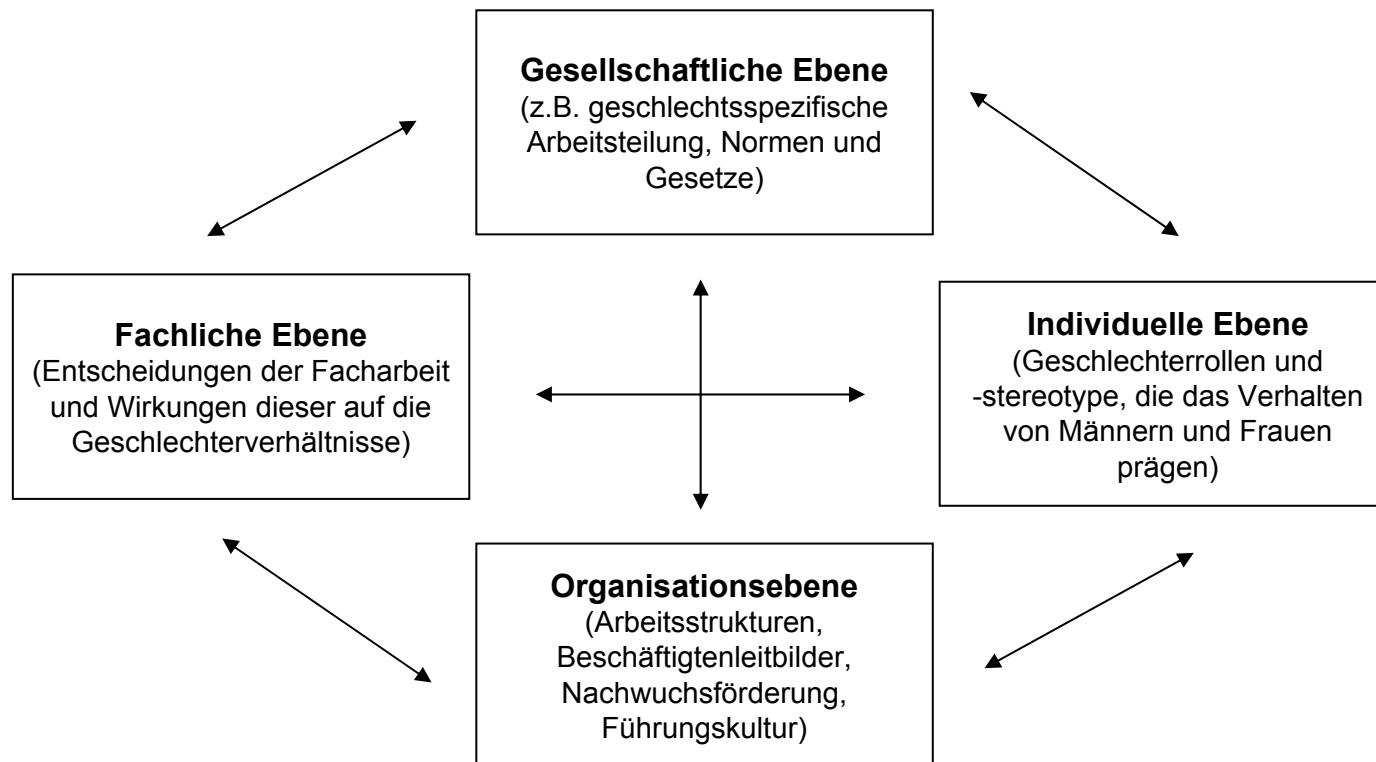 Gesellschaftliche Ebene
(z.B. geschlechtsspezifische
Arbeitsteilung, Normen und
Gesetze)
Fachliche Ebene
(Entscheidungen der Facharbeit
und Wirkungen dieser auf die
Geschlechterverhältnisse)
Individuelle Ebene
(Geschlechterrollen und
-stereotype, die das Verhalten
von Männern und Frauen
prägen)
Organisationsebene
(Arbeitsstrukturen,
Beschäftigtenleitbilder,
Nachwuchsförderung,
Führungskultur)